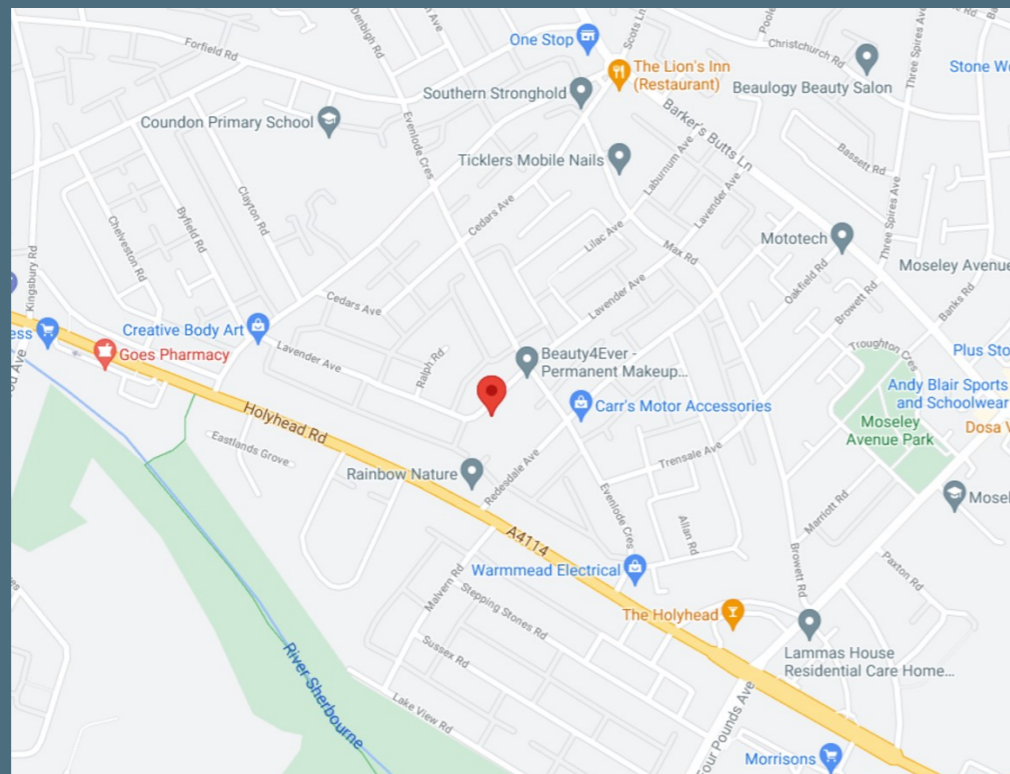 Forfield Rd
Denbigh Rd
One Stop
Scots Ln
Christchurch Rd
Three Spires Ave
The Lion's Inn
(Restaurant)
Beaulogy Beauty Salon
Southern Stronghold
Coundon Primary School
Barker's Butts Ln
Evenlode Cres
Ticklers Mobile Nails
Laburnum Ave
Bassett Rd
Clayton Rd
Byfield Rd
Chelveston Rd
Cedars Ave
Lavender Ave
Three Spires Ave
Lilac Ave
Max Rd
Mototech
Moseley Avenue
Kingsbury Rd
Oakfield Rd
Browett Rd
Banks Rd
Cedars Ave
Lavender Ave
Creative Body Art
Goes Pharmacy
Lavender Ave
Ralph Rd
Beauty4Ever -
Permanent Makeup...
Troughton Cres
Carr's Motor Accessories
Andy Blair Sports
and Schoolwear
Moseley
Avenue Park
Holyhead Rd
Eastlands Grove
Rainbow Nature
Redesdale Ave
Trensale Ave
Evenlode Cres
Allan Rd
Marriott Rd
A4114
Browett Rd
Paxton Rd
Warmmead Electrical
Malvern Rd
Stepping Stones Rd
The Holyhead
Sussex Rd
Lammas House
Residential Care Home...
River Sherbourne
Lake View Rd
Four Pounds Ave
Morrisons